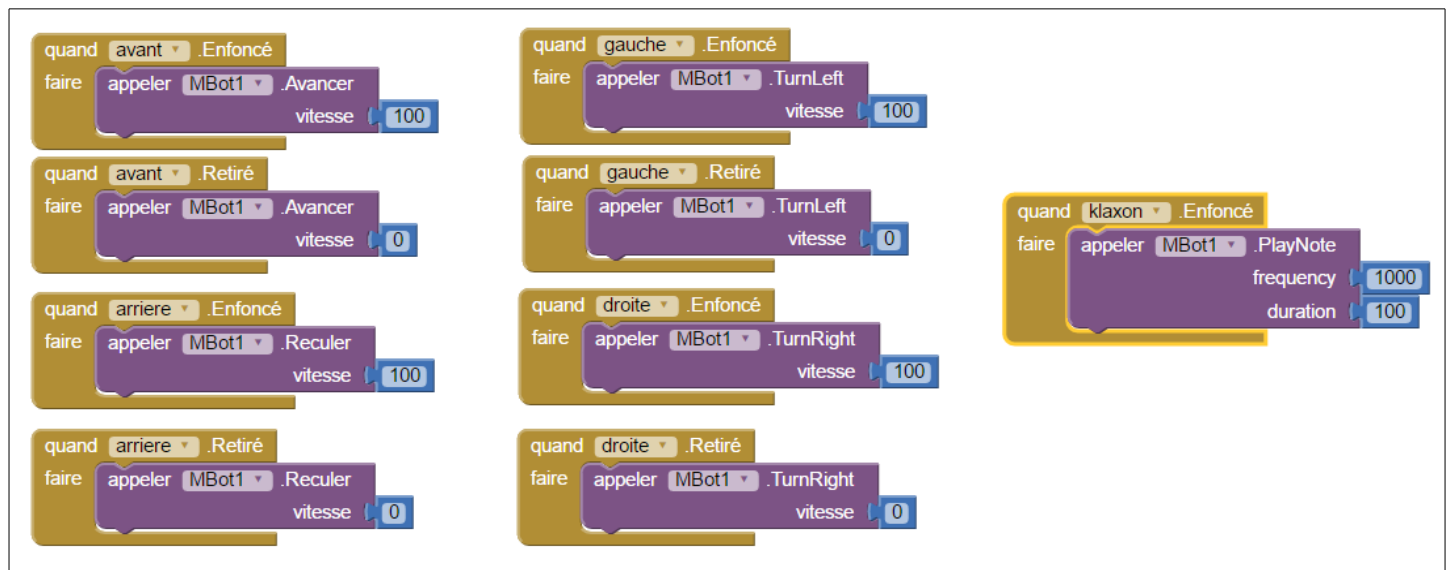 quand avant .Enfoncé
faire appeler MBot1 .Avancer
vitesse 100
quand avant .Retiré
faire appeler MBot1 .Avancer
vitesse 0
quand arriere .Enfoncé
faire appeler MBot1 .Reculer
vitesse 100
quand arriere .Retiré
faire appeler MBot1 .Reculer
vitesse 0
quand gauche .Enfoncé
faire appeler MBot1 .TurnLeft
vitesse 100
quand gauche .Retiré
faire appeler MBot1 .TurnLeft
vitesse 0
quand droite .Enfoncé
faire appeler MBot1 .TurnRight
vitesse 100
quand droite .Retiré
faire appeler MBot1 .TurnRight
vitesse 0
quand klaxon .Enfoncé
faire appeler MBot1 .PlayNote
frequency 1000
duration 100